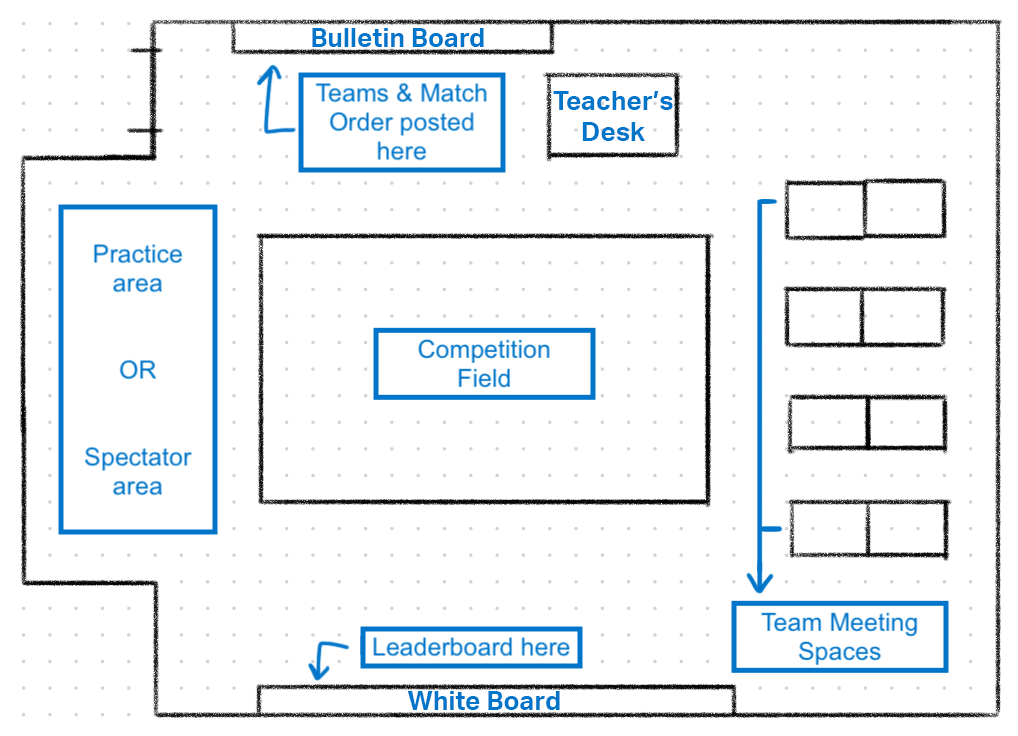 Bulletin Board
Teams & Match
Order posted
here
Teacher's
Desk
Practice
area
OR
Spectator
area
Competition
Field
Team Meeting
Spaces
Leaderboard here
White Board